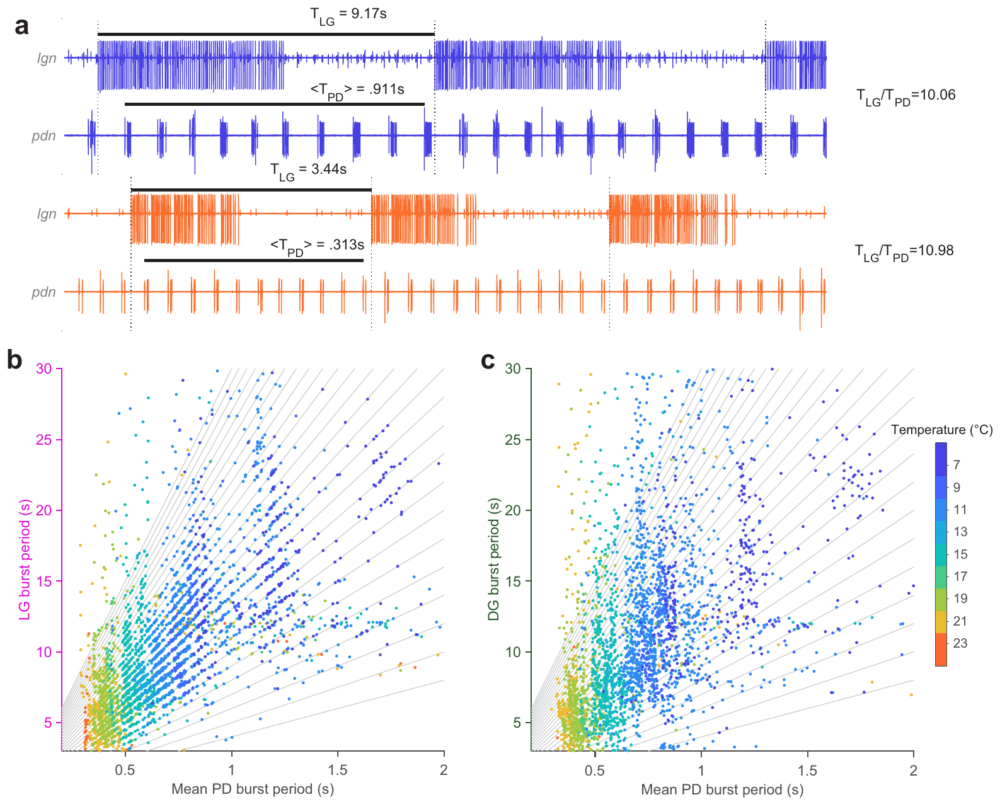 a
T_LG = 9.17s
lgn
<T_PD> = .911s
T_LG/T_PD=10.06
pdn
T_LG = 3.44s
lgn
<T_PD> = .313s
T_LG/T_PD=10.98
pdn
b
30
25
20
15
10
5
LG burst period (s)
0.5 1 1.5 2
Mean PD burst period (s)
c
30
25
20
15
10
5
DG burst period (s)
0.5 1 1.5 2
Mean PD burst period (s)
Temperature (°C)
7
9
11
13
15
17
19
21
23